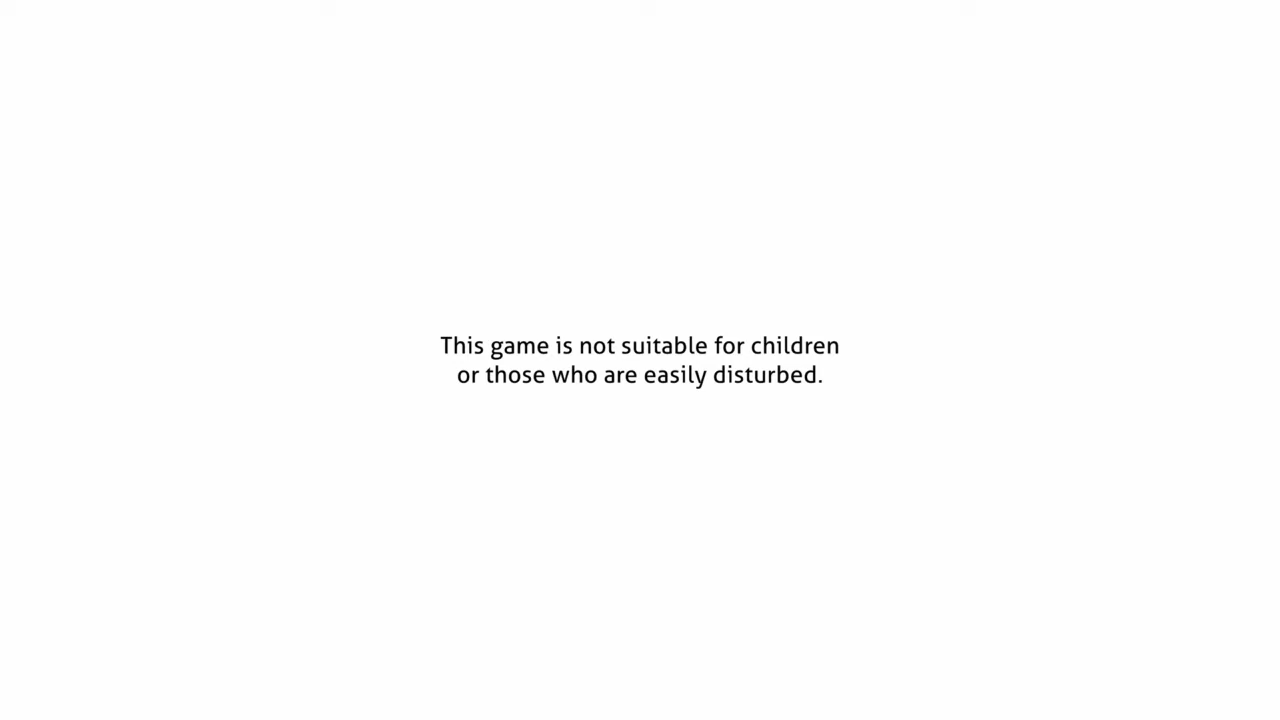 This game is not suitable for children
or those who are easily disturbed.